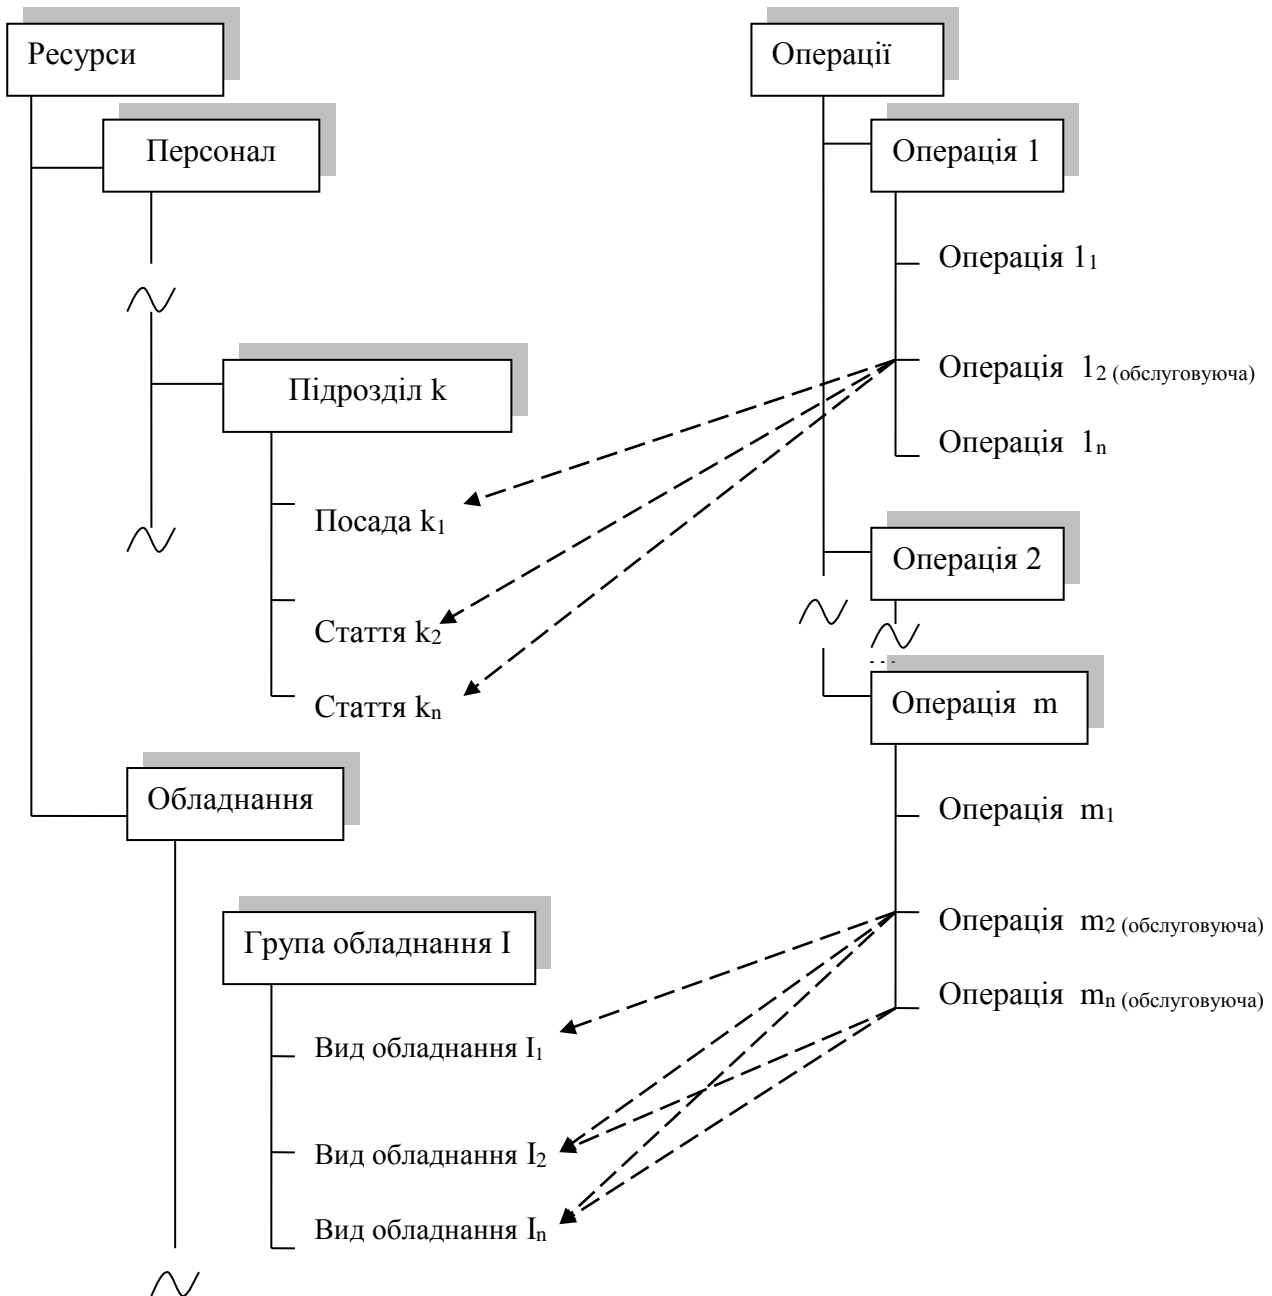 Ресурси
Персонал
Підрозділ k
Посада k1
Стаття k2
Стаття kn
Обладнання
Група обладнання I
Вид обладнання I1
Вид обладнання I2
Вид обладнання In
Операції
Операція 1
Операція 11
Операція 12 (обслуговуюча)
Операція 1n
Операція 2
...
Операція m
Операція m1
Операція m2 (обслуговуюча)
Операція mn (обслуговуюча)